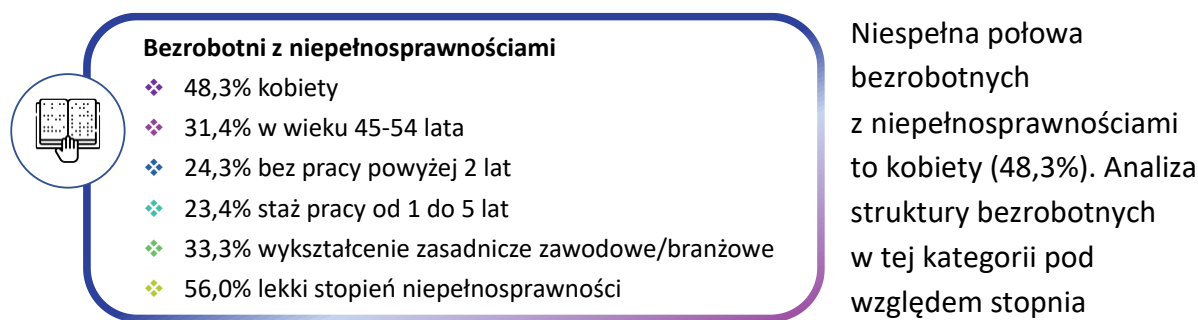 Bezrobotni z niepełnosprawnościami
❖ 48,3% kobiety
❖ 31,4% w wieku 45-54 lata
❖ 24,3% bez pracy powyżej 2 lat
❖ 23,4% staż pracy od 1 do 5 lat
❖ 33,3% wykształcenie zasadnicze zawodowe/branżowe
❖ 56,0% lekki stopień niepełnosprawności
Niespełna połowa
bezrobotnych
z niepełnosprawnościami
to kobiety (48,3%). Analiza
struktury bezrobotnych
w tej kategorii pod
względem stopnia